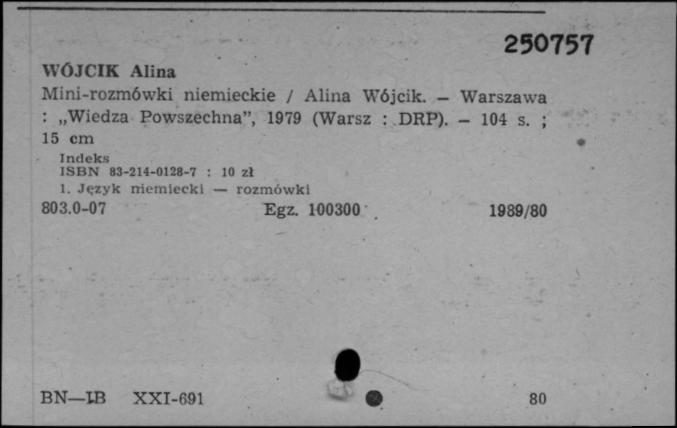 250757
WÓJCIK Alina
Mini-rozmówki niemieckie / Alina Wójcik. — Warszawa
: „Wiedza Powszechna”, 1979 (Warsz : DRP). — 104 s. ;
15 cm
Indeks
ISBN 83-214-0128-7 : 10 zł
1. Język niemiecki — rozmówki
803.0-07 Egz. 100300 1989/80
BN—IB XXI-691 80